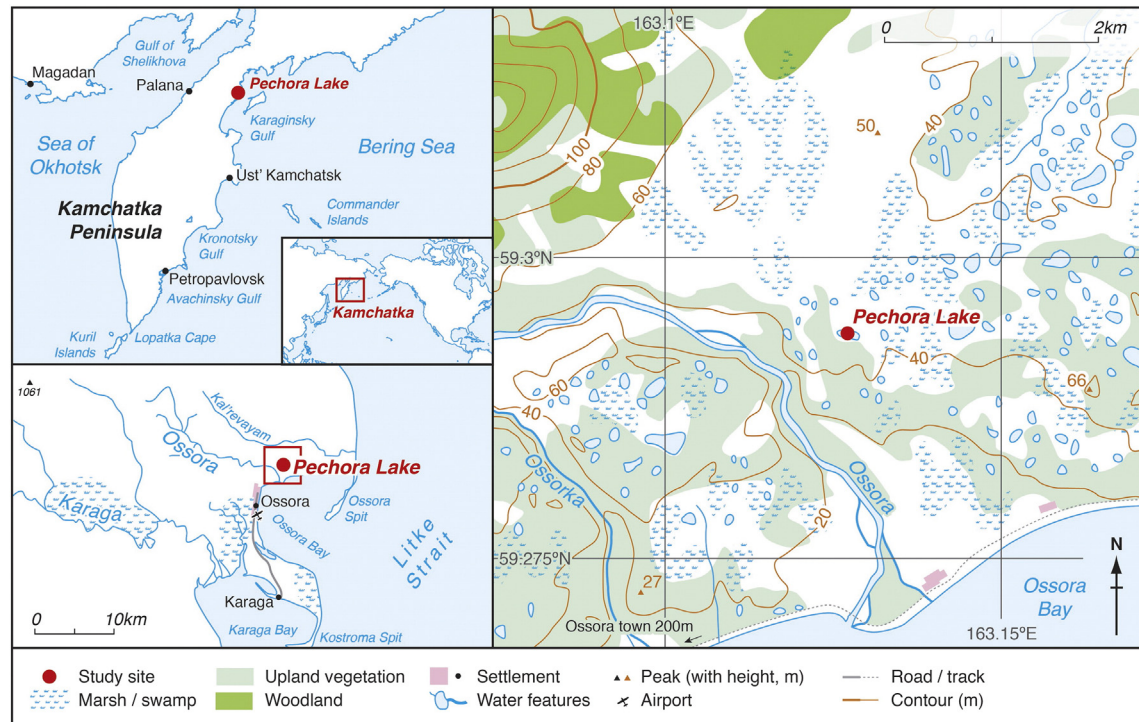 Gulf of
Shelikhova
Magadan
Palana
Pechora Lake
Karaginsky
Gulf
Sea of
Okhotsk
Bering Sea
Ust' Kamchatsk
Kamchatka
Peninsula
Commander
Islands
Kronotsky
Gulf
Petropavlovsk
Avachinsky Gulf
Kamchatka
Kuril
Islands
Lopatka Cape
1061
Kal'revayam
Ossora
Pechora Lake
Karaga
Ossora
Ossora
Spit
Ossora Bay
Litke
Strait
0 10km
Karaga
Karaga Bay
Kostroma Spit
163.1ºE
0 2km
50
40
100
80
60
59.3ºN
Pechora Lake
40
60
40
66
Ossorka
Ossora
20
59.275ºN
27
N
Ossora
Bay
Ossora town 200m
163.15ºE
Study site
Upland vegetation
Settlement
Peak (with height, m)
Road / track
Marsh / swamp
Woodland
Water features
Airport
Contour (m)